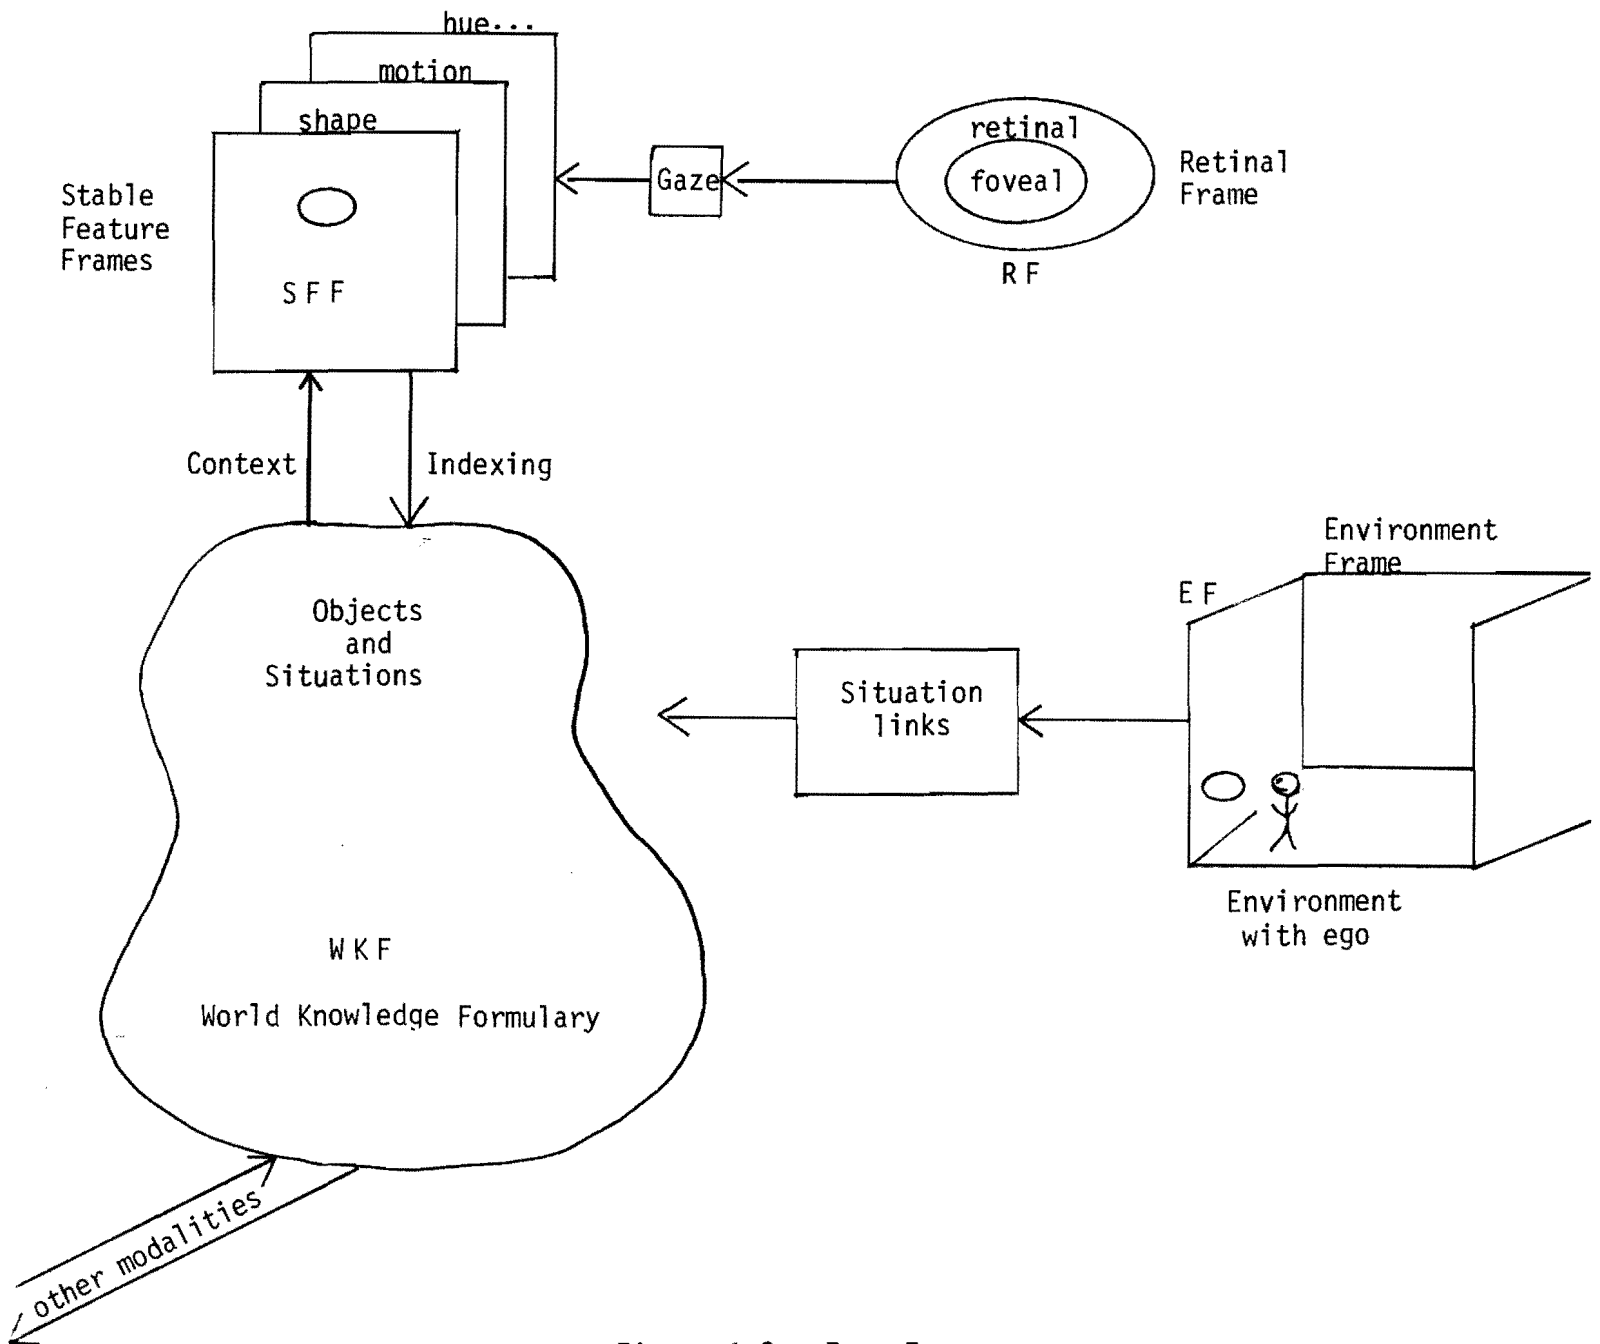 hue...
motion
shape
Stable
Feature
Frames
SFF
Gaze
retinal
foveal
Retinal
Frame
RF
Context
Indexing
Objects
and
Situations
WKF
World Knowledge Formulary
Situation
links
Environment
Frame
EF
Environment
with ego
other modalities